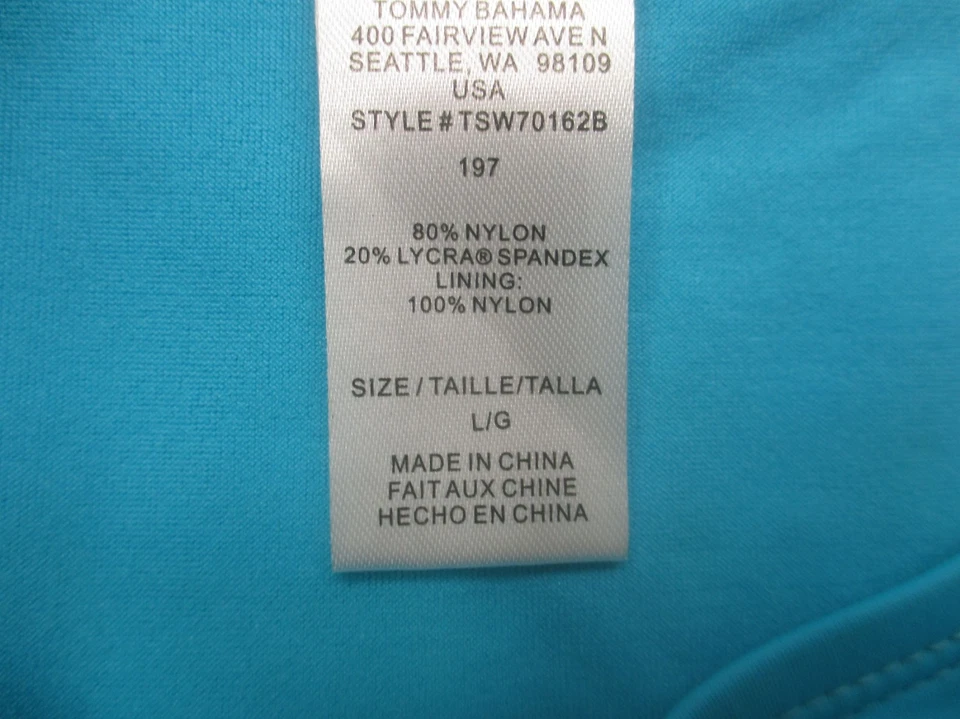 TOMMY BAHAMA
400 FAIRVIEW AVE N
SEATTLE, WA 98109
USA
STYLE # TSW70162B
197
80% NYLON
20% LYCRA® SPANDEX
LINING:
100% NYLON
SIZE / TAILLE/TALLA
L/G
MADE IN CHINA
FAIT AUX CHINE
HECHO EN CHINA